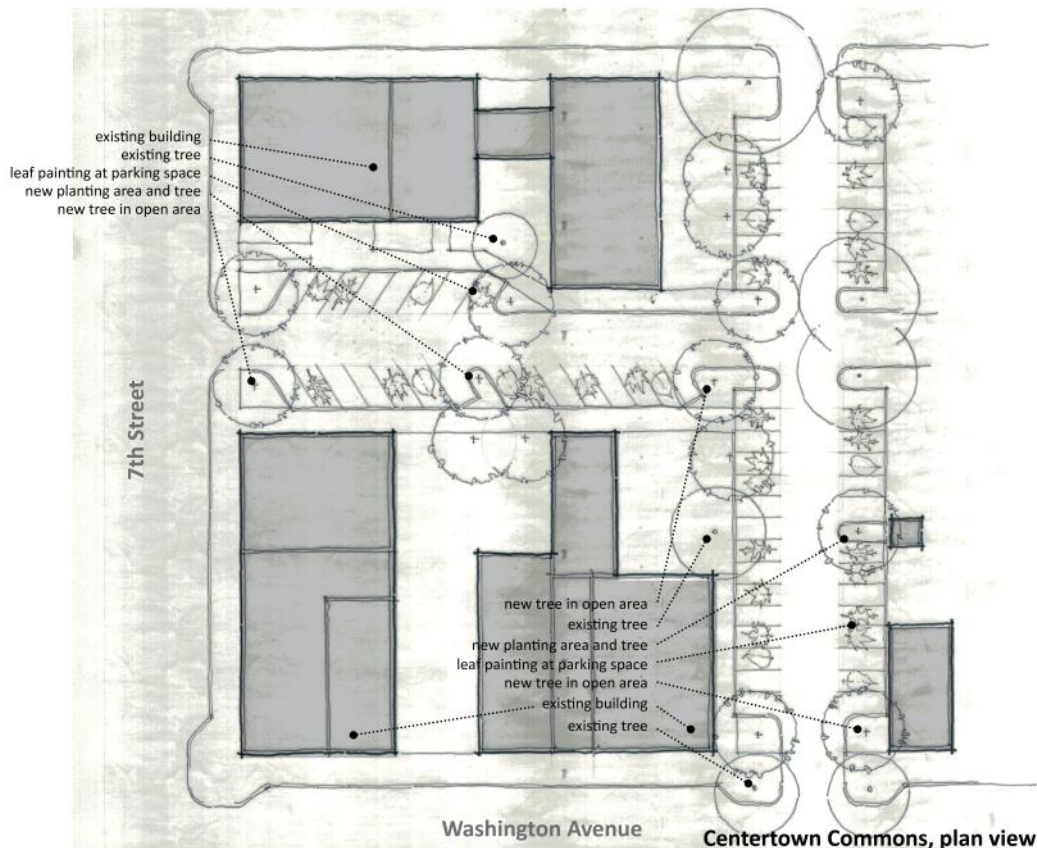 existing building
existing tree
leaf painting at parking space
new planting area and tree
new tree in open area
7th Street
new tree in open area
existing tree
new planting area and tree
leaf painting at parking space
new tree in open area
existing building
existing tree
Washington Avenue
Centertown Commons, plan view